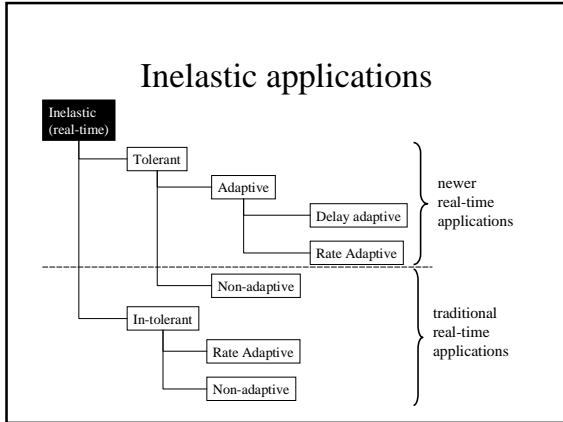 Inelastic applications
Inelastic
(real-time)
Tolerant
Adaptive
Delay adaptive
Rate Adaptive
newer
real-time
applications
Non-adaptive
In-tolerant
Rate Adaptive
Non-adaptive
traditional
real-time
applications